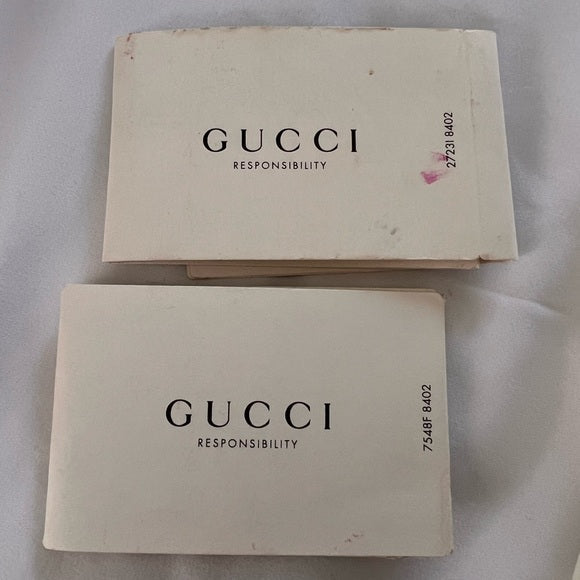 GUCCI
RESPONSIBILITY
27231 8402
GUCCI
RESPONSIBILITY
7548F 8402